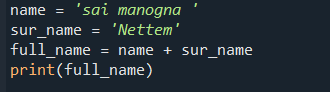 name = 'sai manogna '
sur_name = 'Nettem'
full_name = name + sur_name
print(full_name)